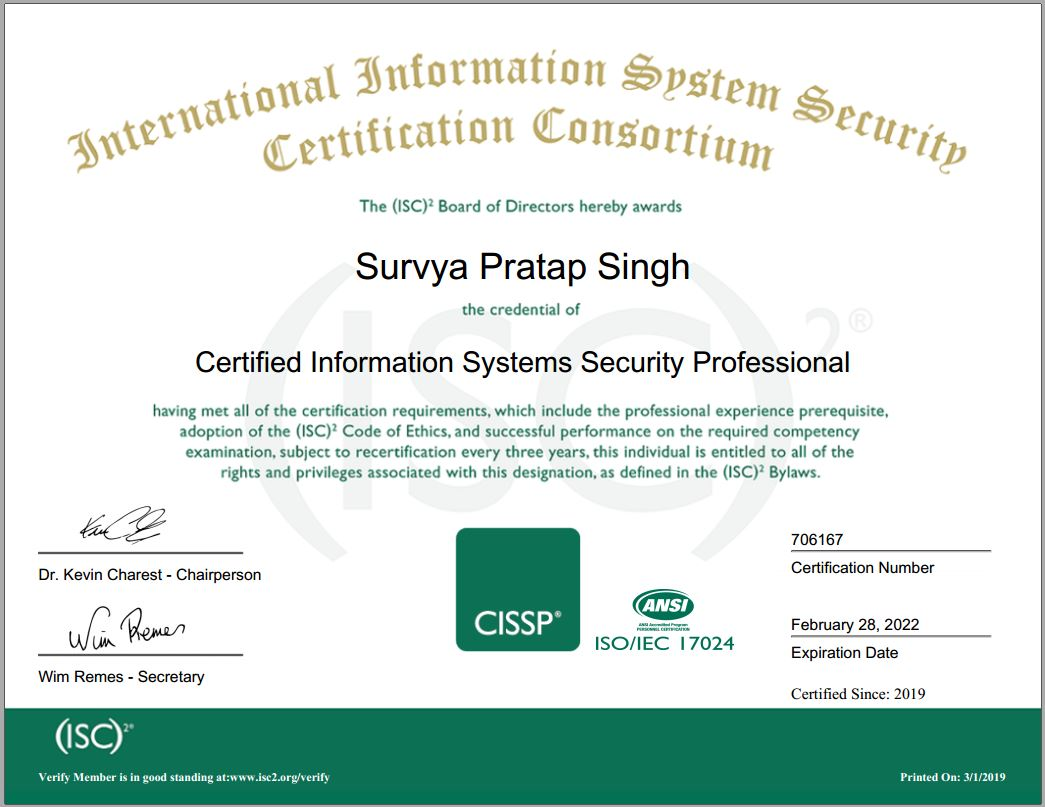 International Information System Security
Certification Consortium
The (ISC)² Board of Directors hereby awards
Survya Pratap Singh
the credential of
(ISC)²®
Certified Information Systems Security Professional
having met all of the certification requirements, which include the professional experience prerequisite,
adoption of the (ISC)² Code of Ethics, and successful performance on the required competency
examination, subject to recertification every three years, this individual is entitled to all of the
rights and privileges associated with this designation, as defined in the (ISC)² Bylaws.
Dr. Kevin Charest - Chairperson
Wim Remes
Wim Remes - Secretary
CISSP®
ANSI
ANSI Accredited Program
PERSONNEL CERTIFICATION
ISO/IEC 17024
706167
Certification Number
February 28, 2022
Expiration Date
Certified Since: 2019
(ISC)²®
Verify Member is in good standing at:www.isc2.org/verify
Printed On: 3/1/2019